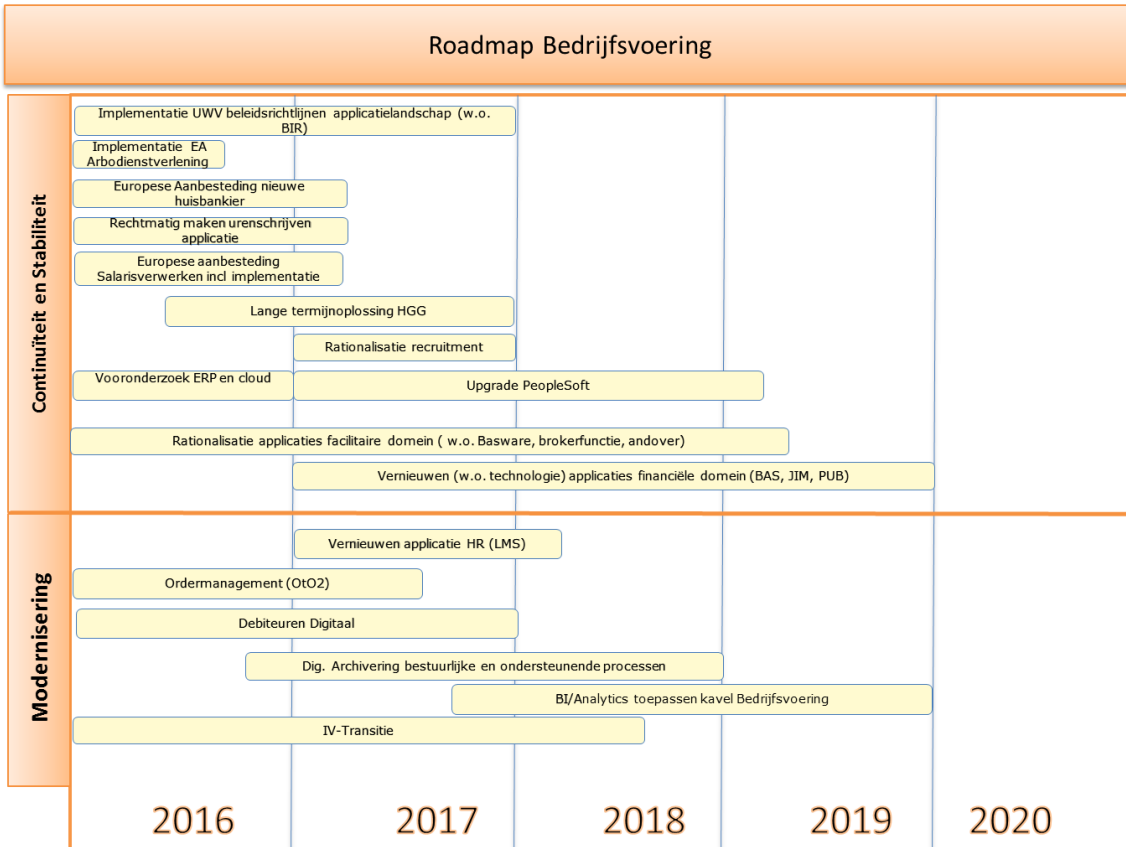 Roadmap Bedrijfsvoering
Continuïteit en Stabiliteit
Implementatie UWV beleidsrichtlijnen applicatielandschap (w.o.
BIR)
Implementatie EA
Arbodienstverlening
Europese Aanbesteding nieuwe
huisbankier
Rechtmatig maken urenschrijven
applicatie
Europese aanbesteding
Salarisverwerken incl implementatie
Lange termijnoplossing HGG
Rationalisatie recruitment
Vooronderzoek ERP en cloud
Upgrade PeopleSoft
Rationalisatie applicaties facilitaire domein ( w.o. Basware, brokerfunctie, andover)
Vernieuwen (w.o. technologie) applicaties financiële domein (BAS, JIM, PUB)
Modernisering
Vernieuwen applicatie HR (LMS)
Ordermanagement (OtO2)
Debiteuren Digitaal
Dig. Archivering bestuurlijke en ondersteunende processen
BI/Analytics toepassen kavel Bedrijfsvoering
IV-Transitie
2016 2017 2018 2019 2020